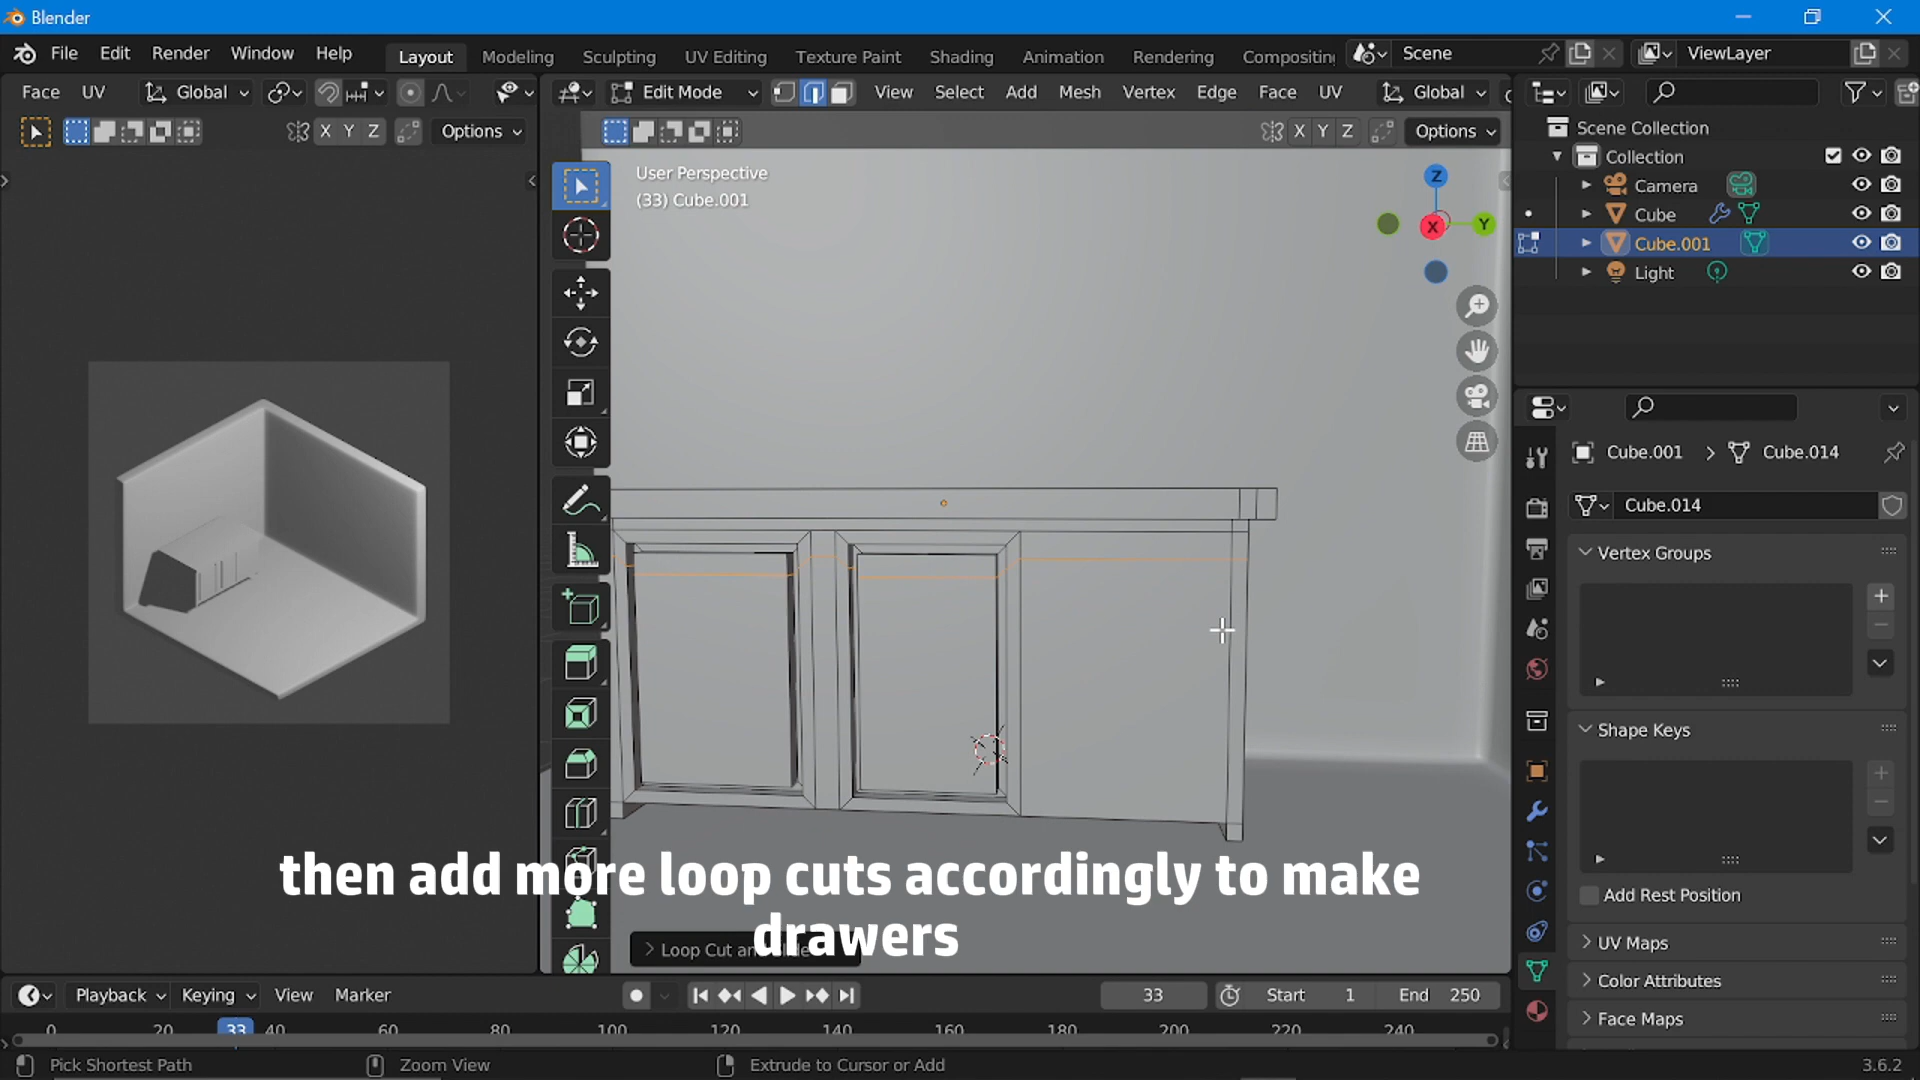 Blender
File Edit Render Window Help Layout Modeling Sculpting UV Editing Texture Paint Shading Animation Rendering Compositing Scene ViewLayer
Face UV Global Edit Mode View Select Add Mesh Vertex Edge Face UV Global
X Y Z Options X Y Z Options
Scene Collection
Collection
Camera
Cube
Cube.001
Light
User Perspective
(33) Cube.001
Z
X
Y
Cube.001 > Cube.014
Cube.014
Vertex Groups
Shape Keys
Add Rest Position
UV Maps
Color Attributes
Face Maps
then add more loop cuts accordingly to make
drawers
Loop Cut an
Playback Keying View Marker 33 Start 1 End 250
0 20 33 40 60 80 100 120 140 160 180 200 220 240
Pick Shortest Path Zoom View Extrude to Cursor or Add 3.6.2